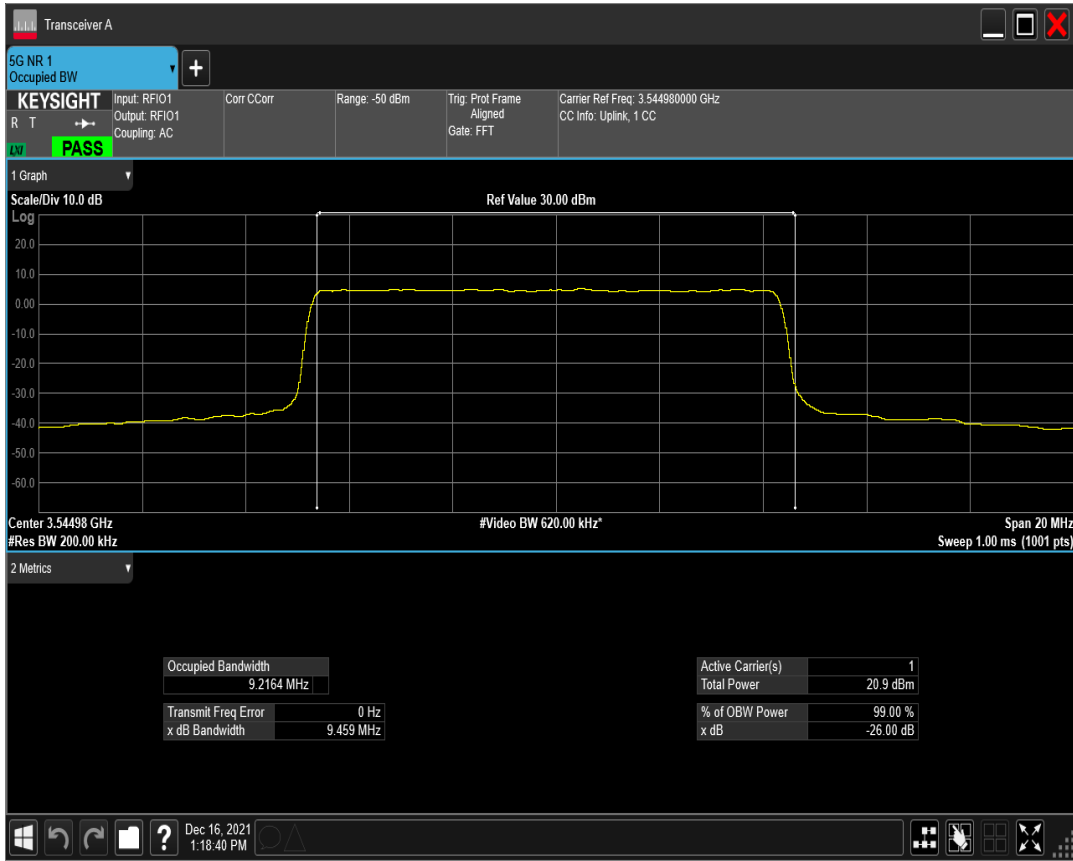 Transceiver A
5G NR 1
Occupied BW
+
KEYSIGHT
R T
LXI
PASS
Input: RFIO1
Output: RFIO1
Coupling: AC
Corr CCorr
Range: -50 dBm
Trig: Prot Frame
Aligned
Gate: FFT
Carrier Ref Freq: 3.544980000 GHz
CC Info: Uplink, 1 CC
1 Graph
Scale/Div 10.0 dB
Ref Value 30.00 dBm
Log
20.0
10.0
0.00
-10.0
-20.0
-30.0
-40.0
-50.0
-60.0
Center 3.54498 GHz
#Video BW 620.00 kHz*
Span 20 MHz
#Res BW 200.00 kHz
Sweep 1.00 ms (1001 pts)
2 Metrics
Occupied Bandwidth
9.2164 MHz
Transmit Freq Error 0 Hz
x dB Bandwidth 9.459 MHz
Active Carrier(s) 1
Total Power 20.9 dBm
% of OBW Power 99.00 %
x dB -26.00 dB
?
Dec 16, 2021
1:18:40 PM